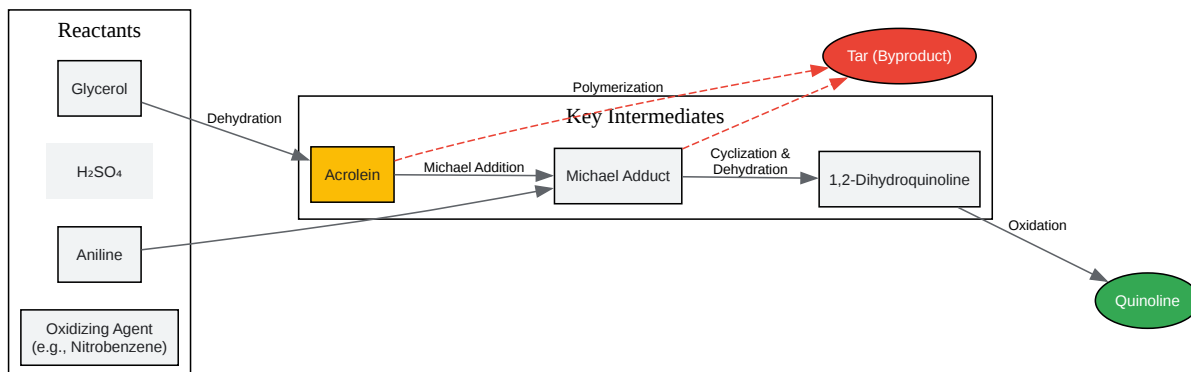 Reactants
Glycerol
H₂SO₄
Aniline
Oxidizing Agent
(e.g., Nitrobenzene)
Dehydration
Key Intermediates
Acrolein
Michael Addition
Michael Adduct
Cyclization &
Dehydration
1,2-Dihydroquinoline
Polymerization
Tar (Byproduct)
Oxidation
Quinoline